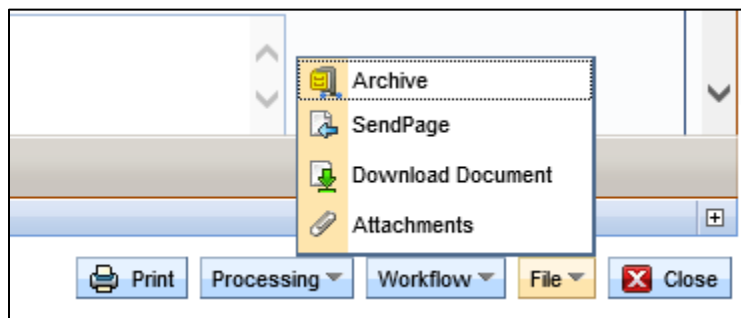 Archive
SendPage
Download Document
Attachments
Print Processing Workflow File Close